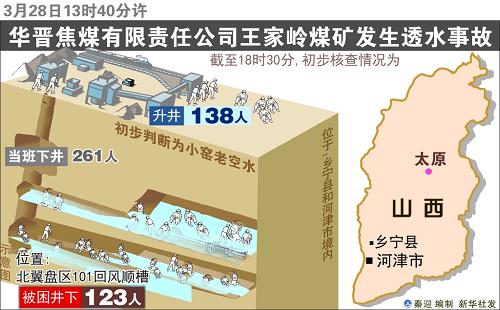 3月28日13时40分许
华晋焦煤有限责任公司王家岭煤矿发生透水事故
截至18时30分,初步核查情况为
升井 138人
初步判断为小窑老空水
当班下井 261人
位于乡宁县和河津市境内
位置:
北翼盘区101回风顺槽
被困井下 123人
示意图
太原
山西
乡宁县
河津市
秦迎 编制 新华社发